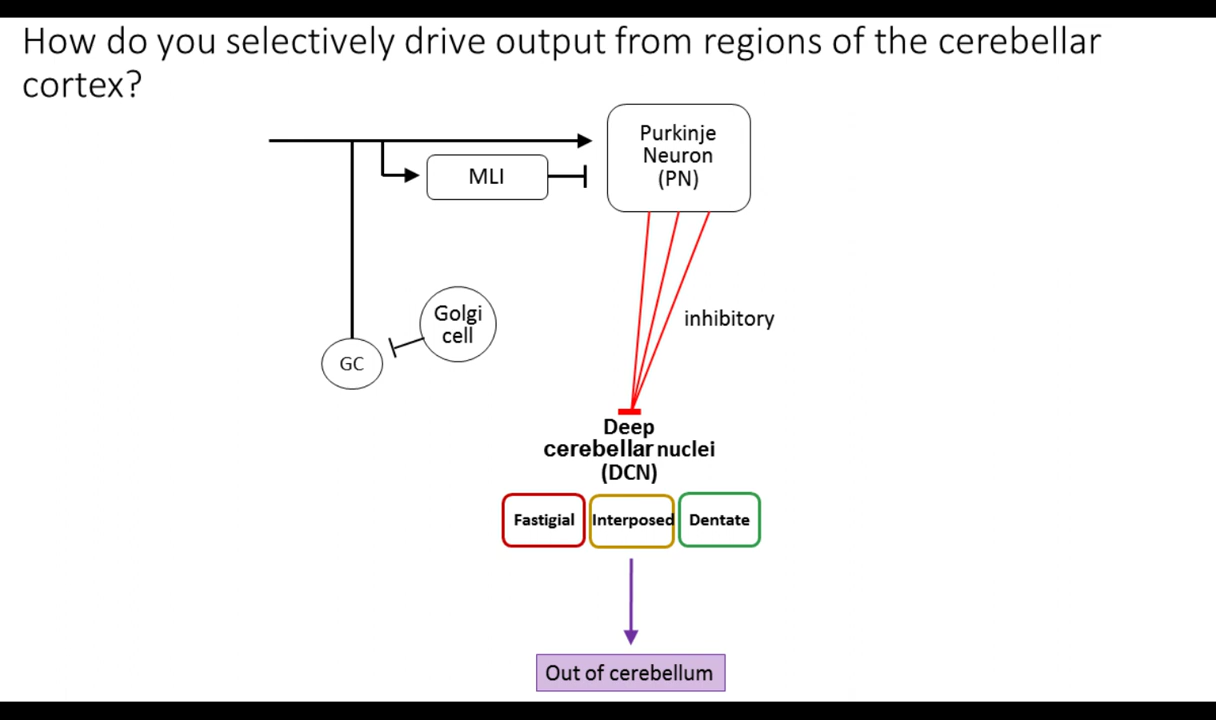 How do you selectively drive output from regions of the cerebellar
cortex?
Purkinje
Neuron
(PN)
MLI
Golgi
cell
GC
inhibitory
Deep
cerebellar nuclei
(DCN)
Fastigial
Interposed
Dentate
Out of cerebellum